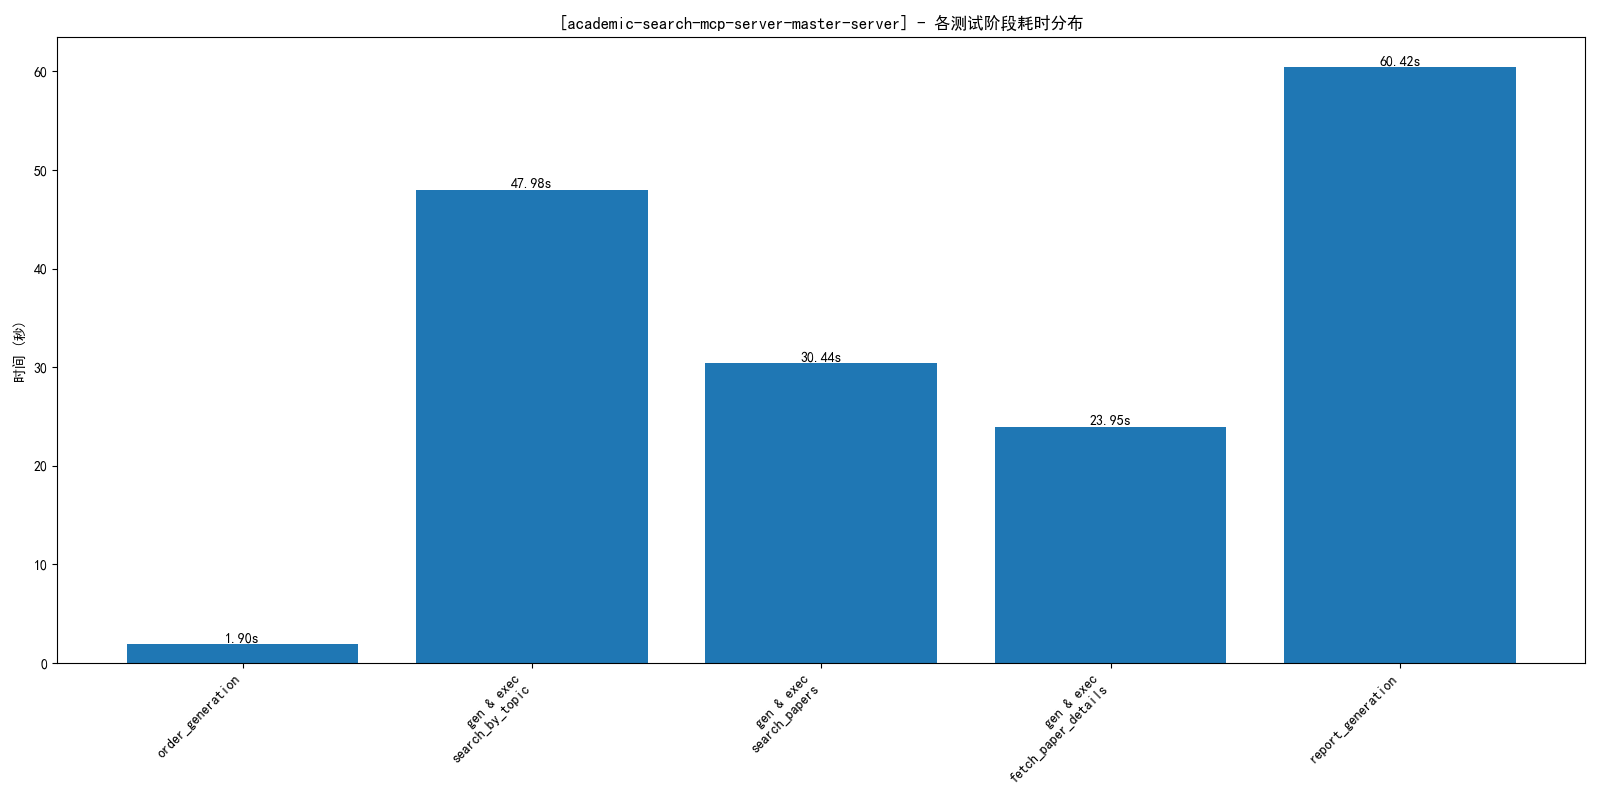 [academic-search-mcp-server-master-server] - 各测试阶段耗时分布
时间 (秒)
60
50
40
30
20
10
0
1.90s
47.98s
30.44s
23.95s
60.42s
order_generation
gen & exec
search_by_topic
gen & exec
search_papers
gen & exec
fetch_paper_details
report_generation